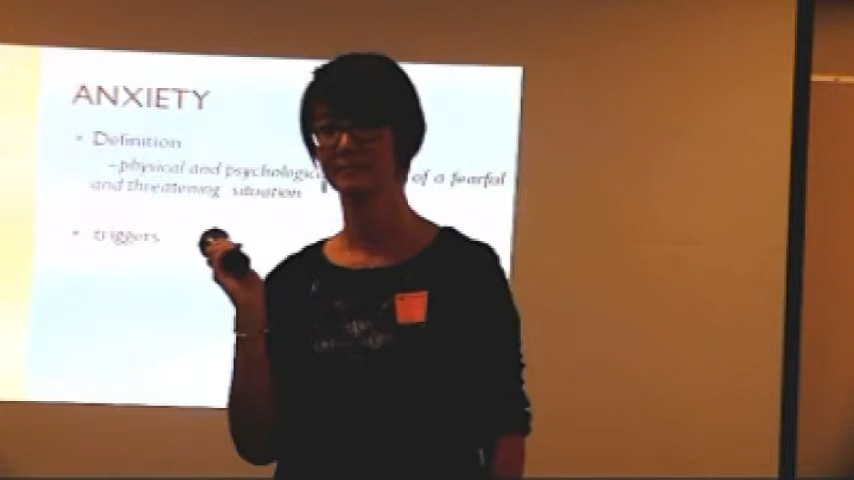 ANXIETY
• Definition
–physical and psychologic of a fearful
and threatening situation
• triggers